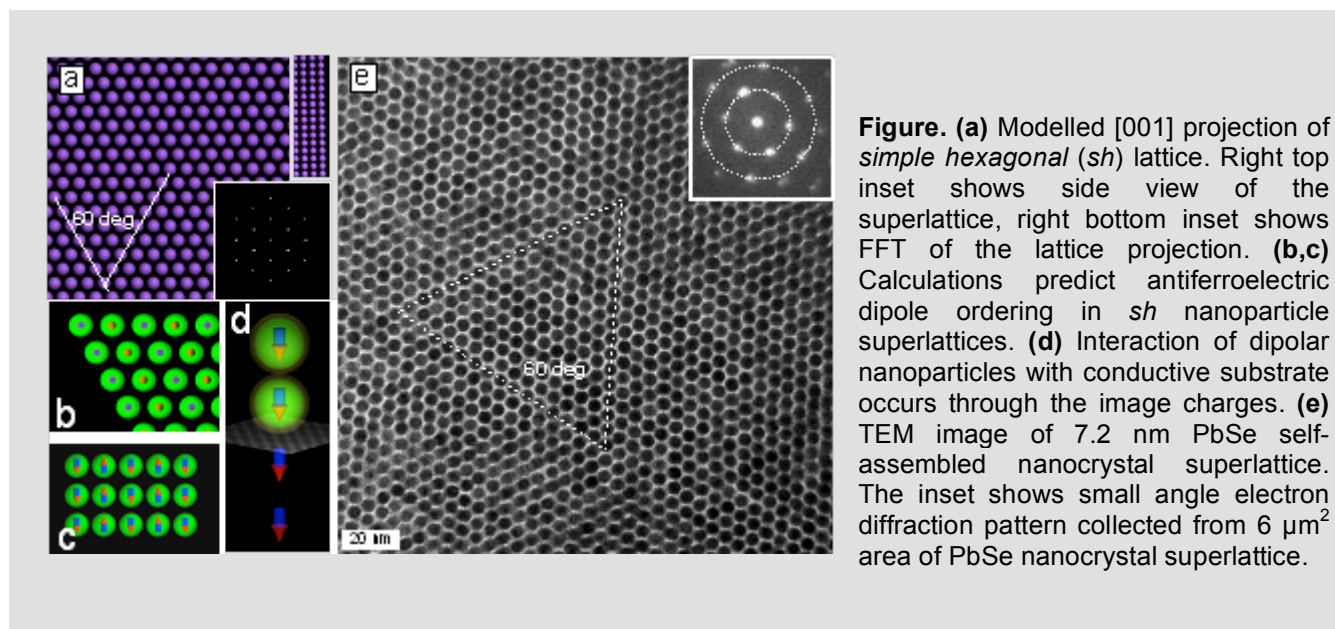 a
60 deg
b
c
d
e
60 deg
20 nm
Figure. (a) Modelled [001] projection of
simple hexagonal (sh) lattice. Right top
inset shows side view of the
superlattice, right bottom inset shows
FFT of the lattice projection. (b,c)
Calculations predict antiferroelectric
dipole ordering in sh nanoparticle
superlattices. (d) Interaction of dipolar
nanoparticles with conductive substrate
occurs through the image charges. (e)
TEM image of 7.2 nm PbSe self-
assembled nanocrystal superlattice.
The inset shows small angle electron
diffraction pattern collected from 6 µm²
area of PbSe nanocrystal superlattice.